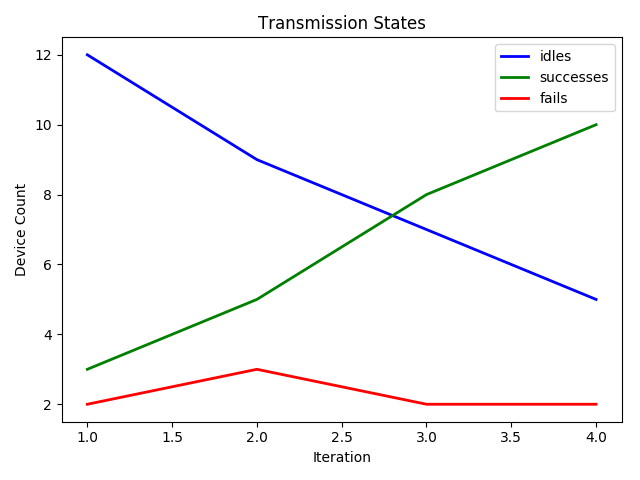 Transmission States
idles
successes
fails
Device Count
12
10
8
6
4
2
1.0 1.5 2.0 2.5 3.0 3.5 4.0
Iteration